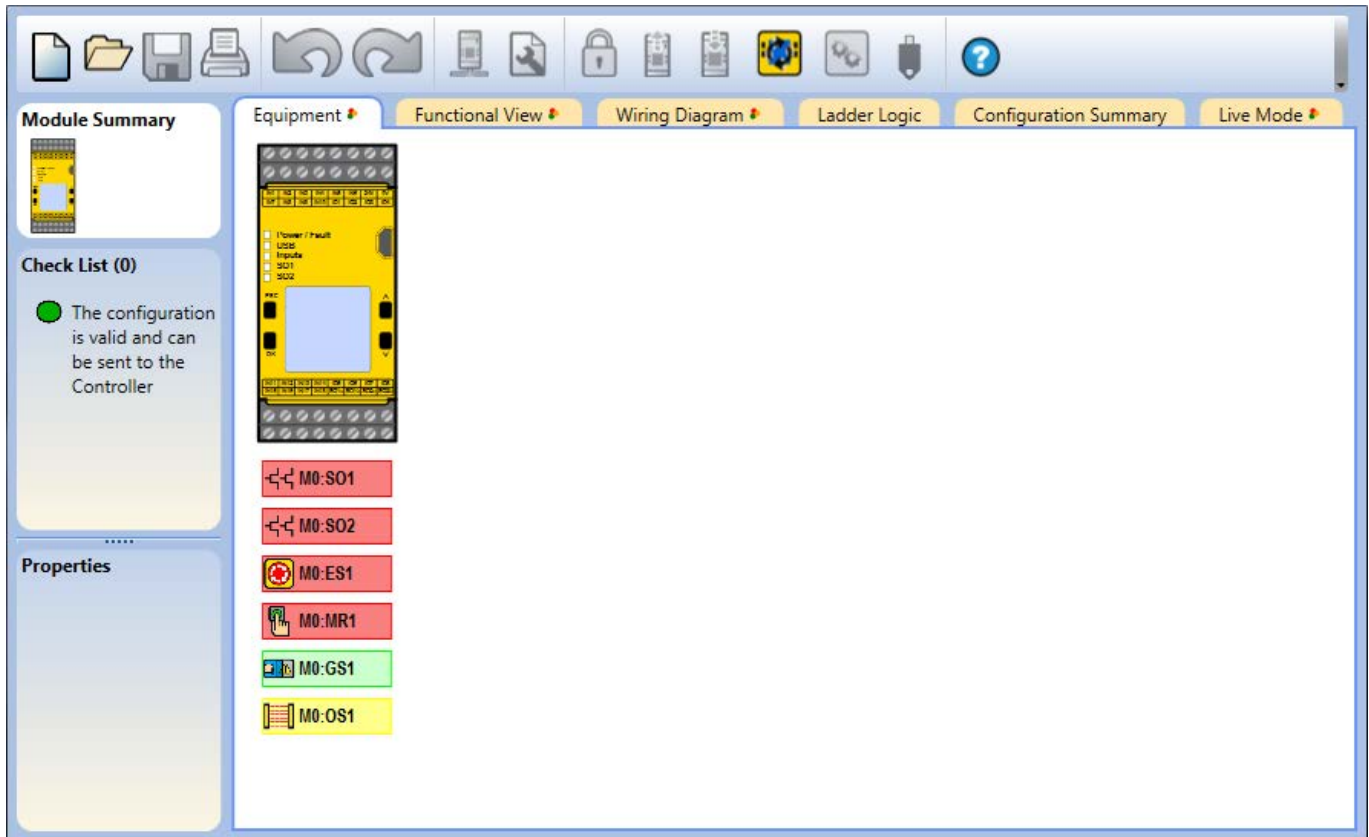 Module Summary
Equipment
Functional View
Wiring Diagram
Ladder Logic
Configuration Summary
Live Mode
Power / Fault
USB
Inputs
SO1
SO2
OK
Check List (0)
The configuration
is valid and can
be sent to the
Controller
Properties
M0:SO1
M0:SO2
M0:ES1
M0:MR1
M0:GS1
M0:OS1